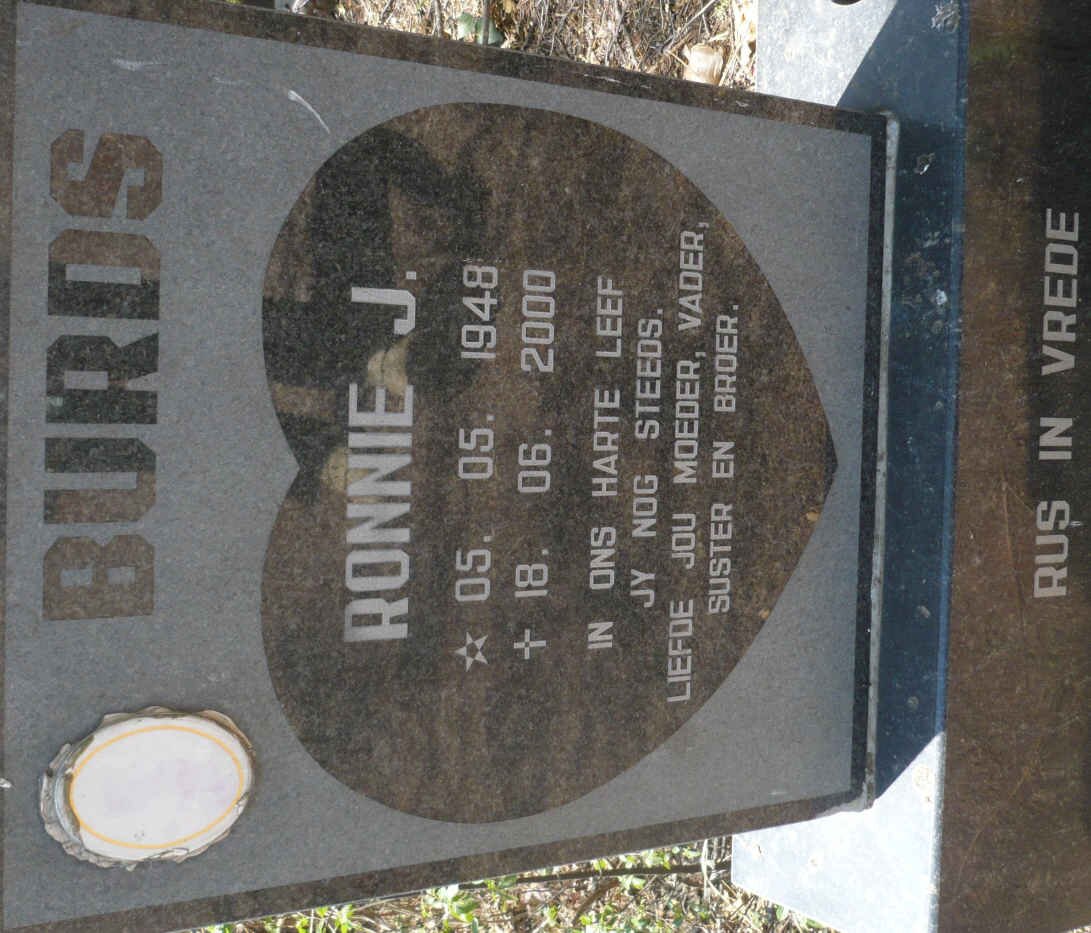 BURDS
RONNIE J.
☆ 05. 05. 1948
✝ 18. 06. 2000
IN ONS HARTE LEEF
JY NOG STEEDS.
LIEFDE JOU MOEDER, VADER,
SUSTER EN BROER.
RUS IN VREDE